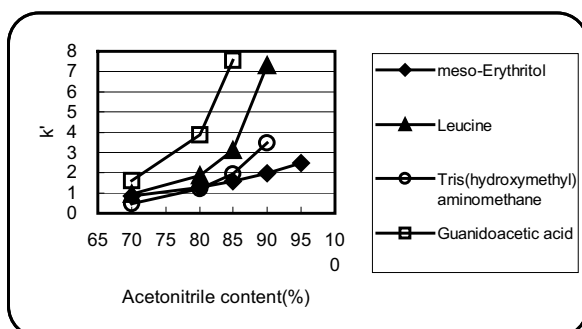 8
7
6
5
4
3
2
1
0
k'
65 70 75 80 85 90 95 10
0
Acetonitrile content(%)
meso-Erythritol
Leucine
Tris(hydroxymethyl)
aminomethane
Guanidoacetic acid